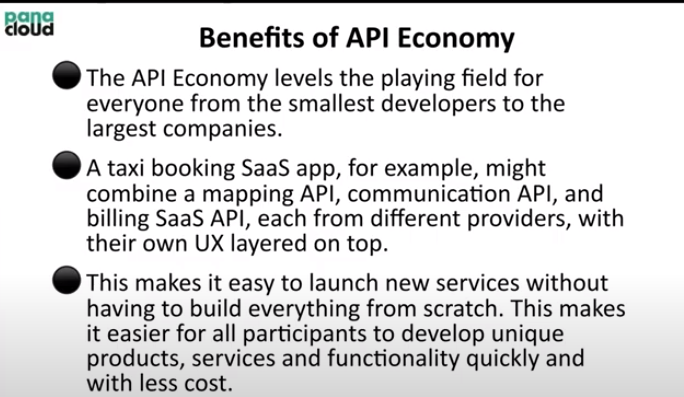 pana
cloud
Benefits of API Economy
The API Economy levels the playing field for
everyone from the smallest developers to the
largest companies.
A taxi booking SaaS app, for example, might
combine a mapping API, communication API, and
billing SaaS API, each from different providers, with
their own UX layered on top.
This makes it easy to launch new services without
having to build everything from scratch. This makes
it easier for all participants to develop unique
products, services and functionality quickly and
with less cost.